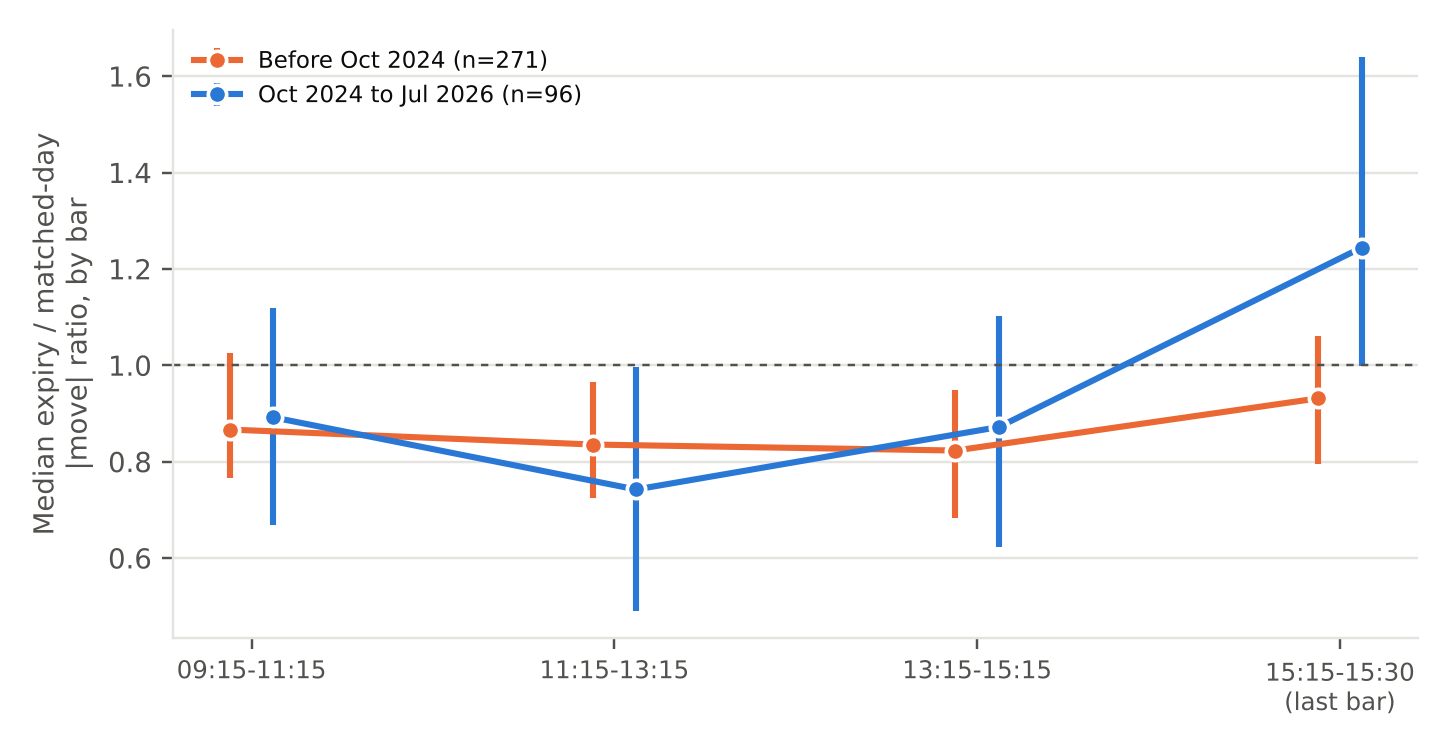 Before Oct 2024 (n=271)
Oct 2024 to Jul 2026 (n=96)
Median expiry / matched-day
|move| ratio, by bar
1.6
1.4
1.2
1.0
0.8
0.6
09:15-11:15
11:15-13:15
13:15-15:15
15:15-15:30
(last bar)